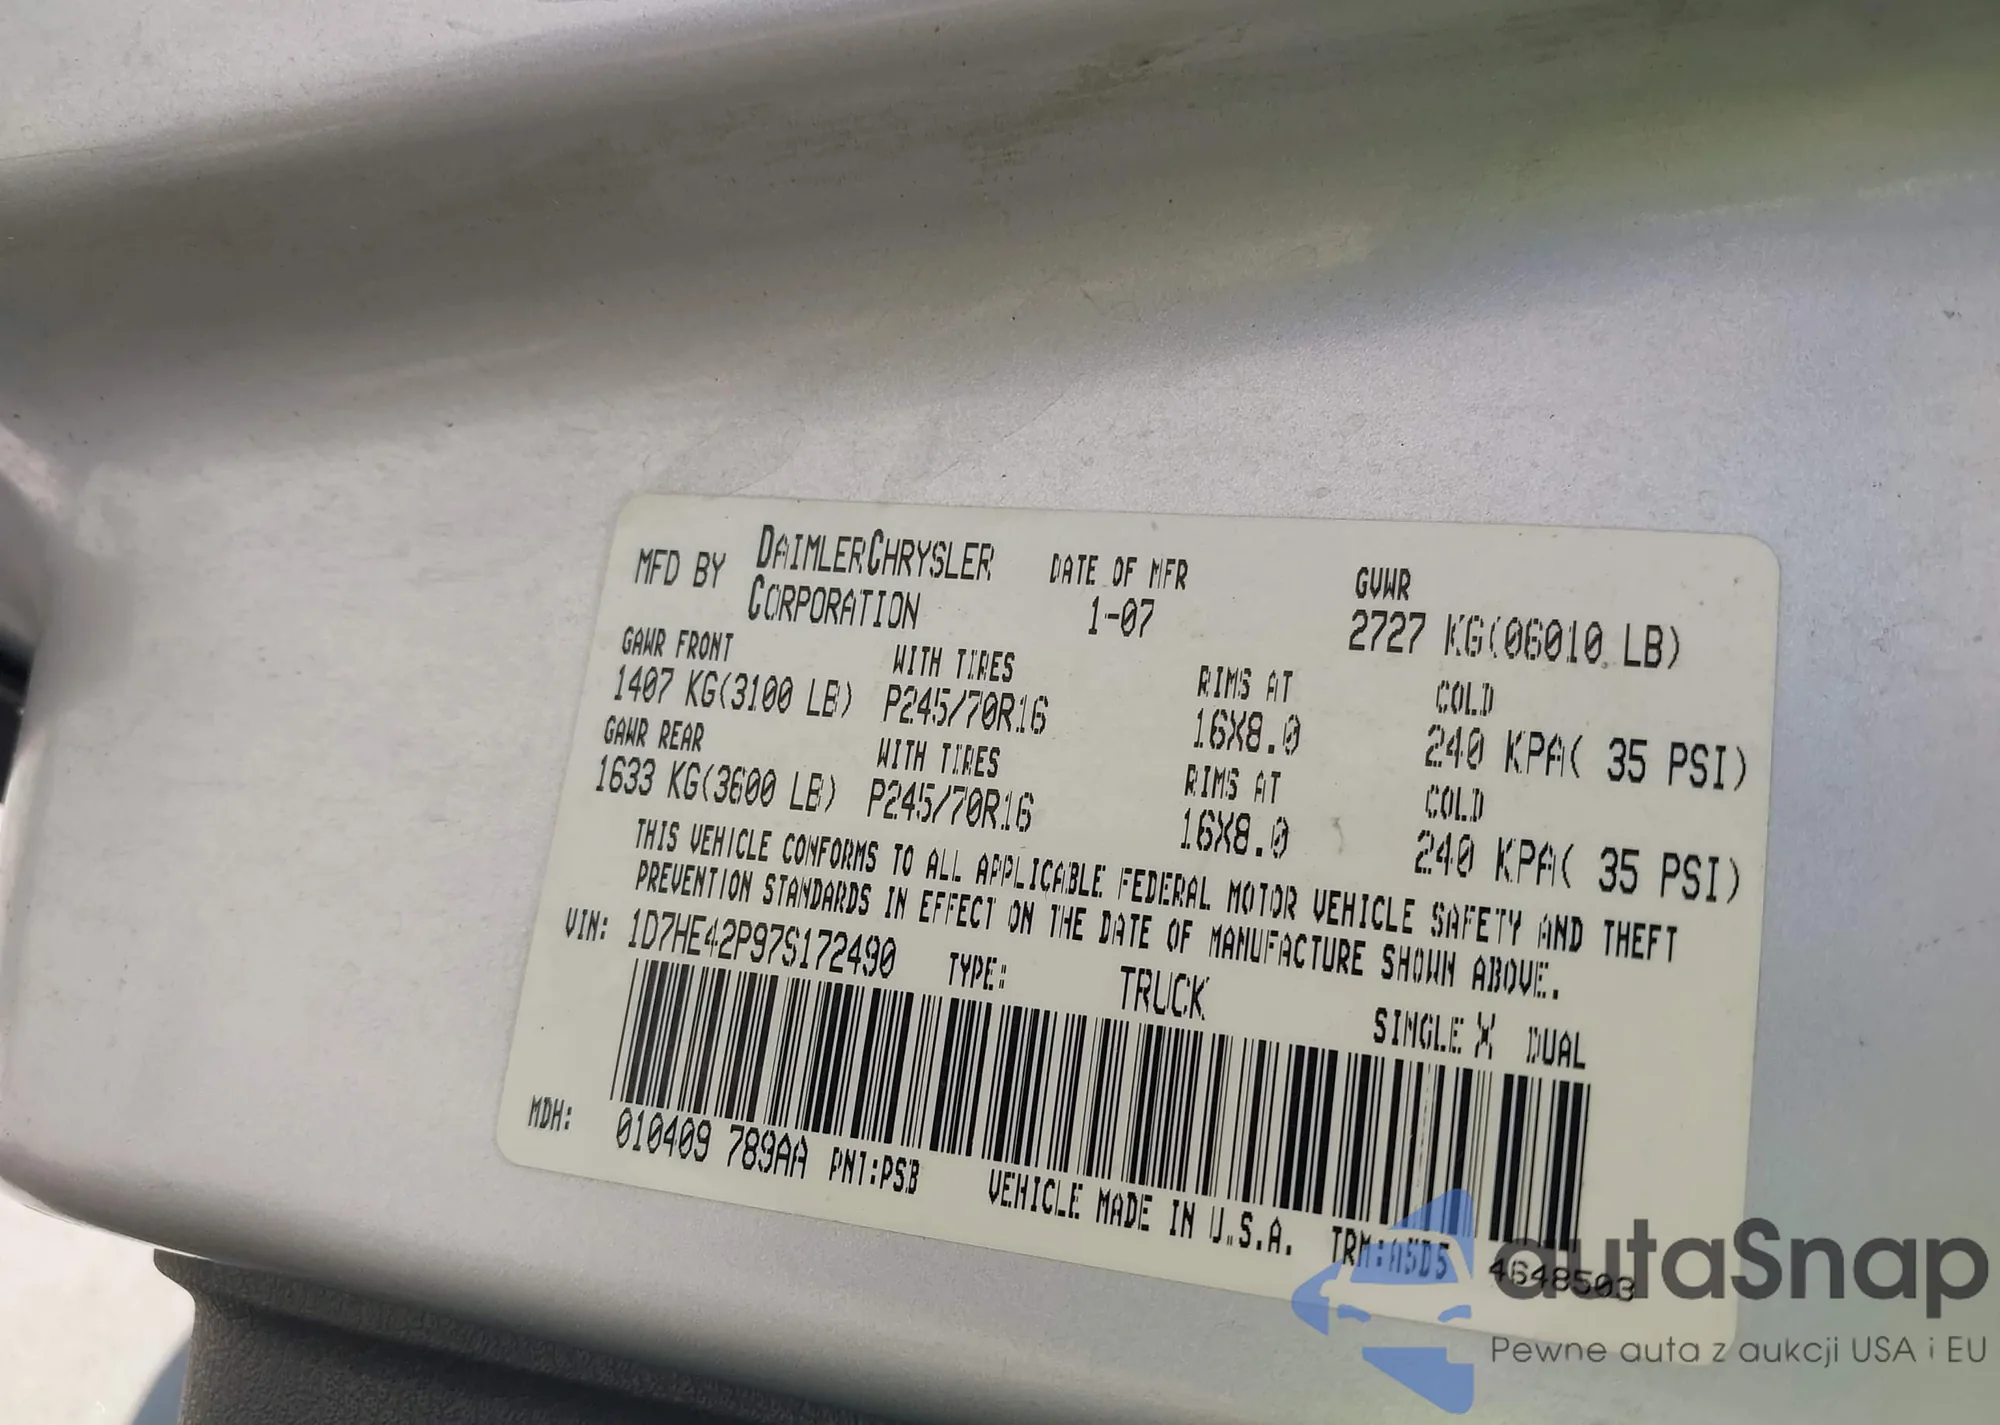 MFD BY DAIMLERCHRYSLER CORPORATION DATE OF MFR 1-07 GVWR 2727 KG(06010 LB)
GAWR FRONT WITH TIRES RIMS AT COLD
1407 KG(3100 LB) P245/70R16 16X8.0 240 KPA( 35 PSI)
GAWR REAR WITH TIRES RIMS AT COLD
1633 KG(3600 LB) P245/70R16 16X8.0 240 KPA( 35 PSI)
THIS VEHICLE CONFORMS TO ALL APPLICABLE FEDERAL MOTOR VEHICLE SAFETY AND THEFT
PREVENTION STANDARDS IN EFFECT ON THE DATE OF MANUFACTURE SHOWN ABOVE.
VIN: 1D7HE42P97S172490 TYPE: TRUCK SINGLE X DUAL
MDH: 010409 789AA PNT:PSB VEHICLE MADE IN U.S.A. TRM:A5D5 4648503
autaSnap
Pewne auta z aukcji USA i EU